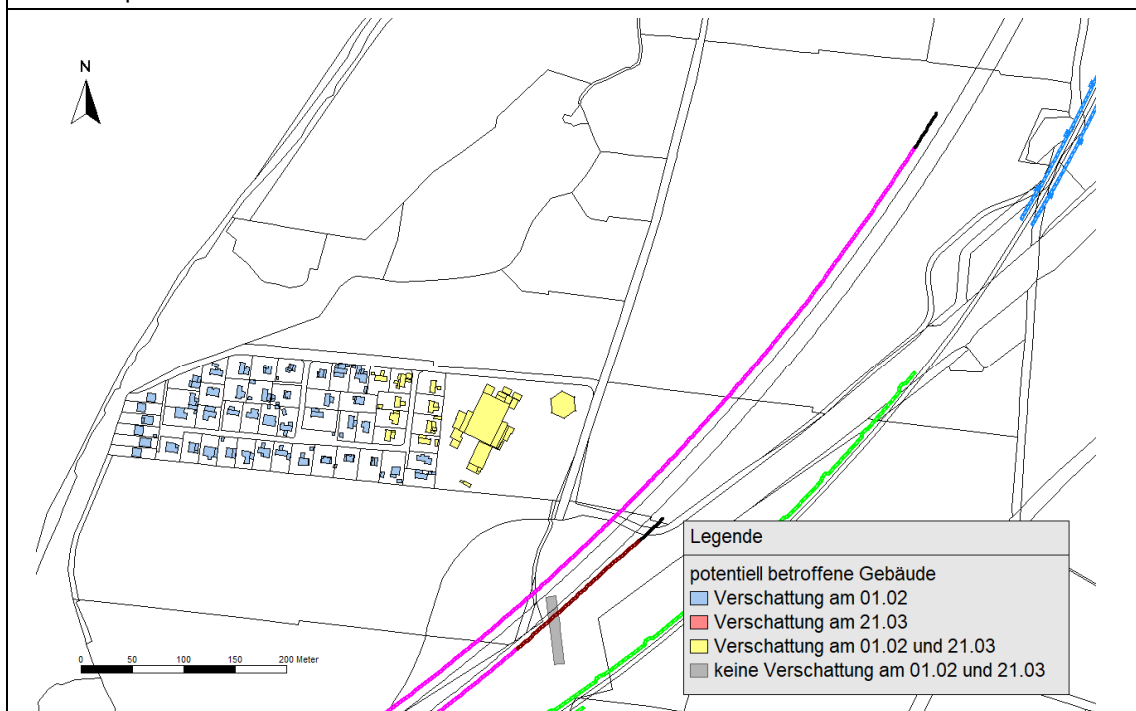 N
Legende
potentiell betroffene Gebäude
Verschattung am 01.02
Verschattung am 21.03
Verschattung am 01.02 und 21.03
keine Verschattung am 01.02 und 21.03
0 50 100 150 200 Meter